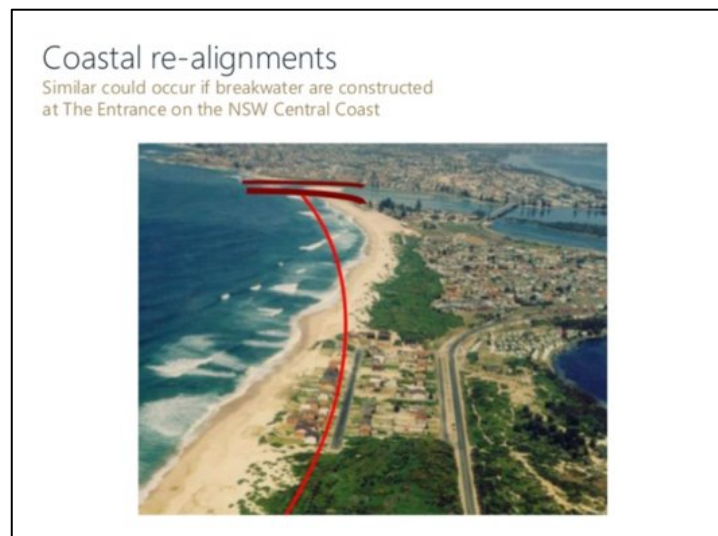 Coastal re-alignments
Similar could occur if breakwater are constructed
at The Entrance on the NSW Central Coast